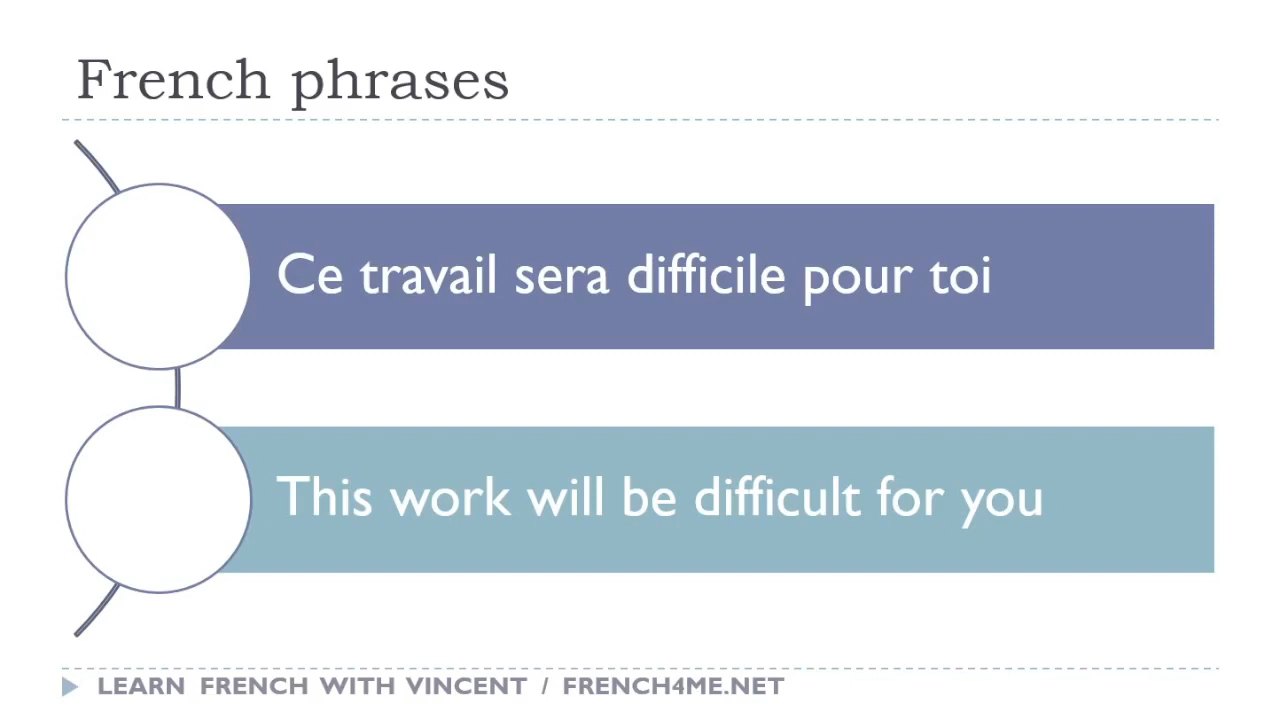 French phrases
Ce travail sera difficile pour toi
This work will be difficult for you
LEARN FRENCH WITH VINCENT / FRENCH4ME.NET